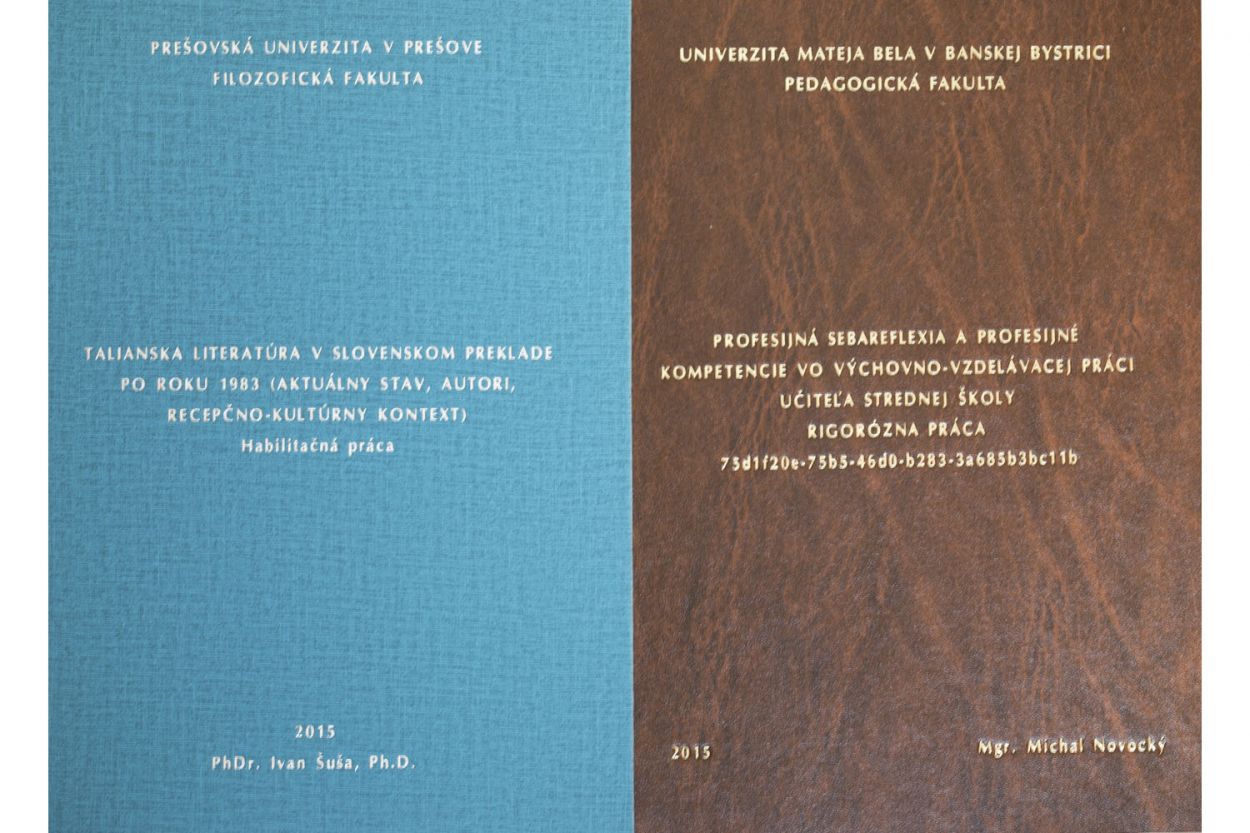 PREŠOVSKÁ UNIVERZITA V PREŠOVE
FILOZOFICKÁ FAKULTA
TALIANSKA LITERATÚRA V SLOVENSKOM PREKLADE
PO ROKU 1983 (AKTUÁLNY STAV, AUTORI,
RECEPČNO-KULTÚRNY KONTEXT)
Habilitačná práca
2015
PhDr. Ivan Šuša, Ph.D.
UNIVERZITA MATEJA BELA V BANSKEJ BYSTRICI
PEDAGOGICKÁ FAKULTA
PROFESIJNÁ SEBAREFLEXIA A PROFESIJNÉ
KOMPETENCIE VO VÝCHOVNO-VZDELÁVACEJ PRÁCI
UČITEĽA STREDNEJ ŠKOLY
RIGORÓZNA PRÁCA
75d1f20e-75b5-46d0-b283-3a685b3bc11b
2015 Mgr. Michal Novocký